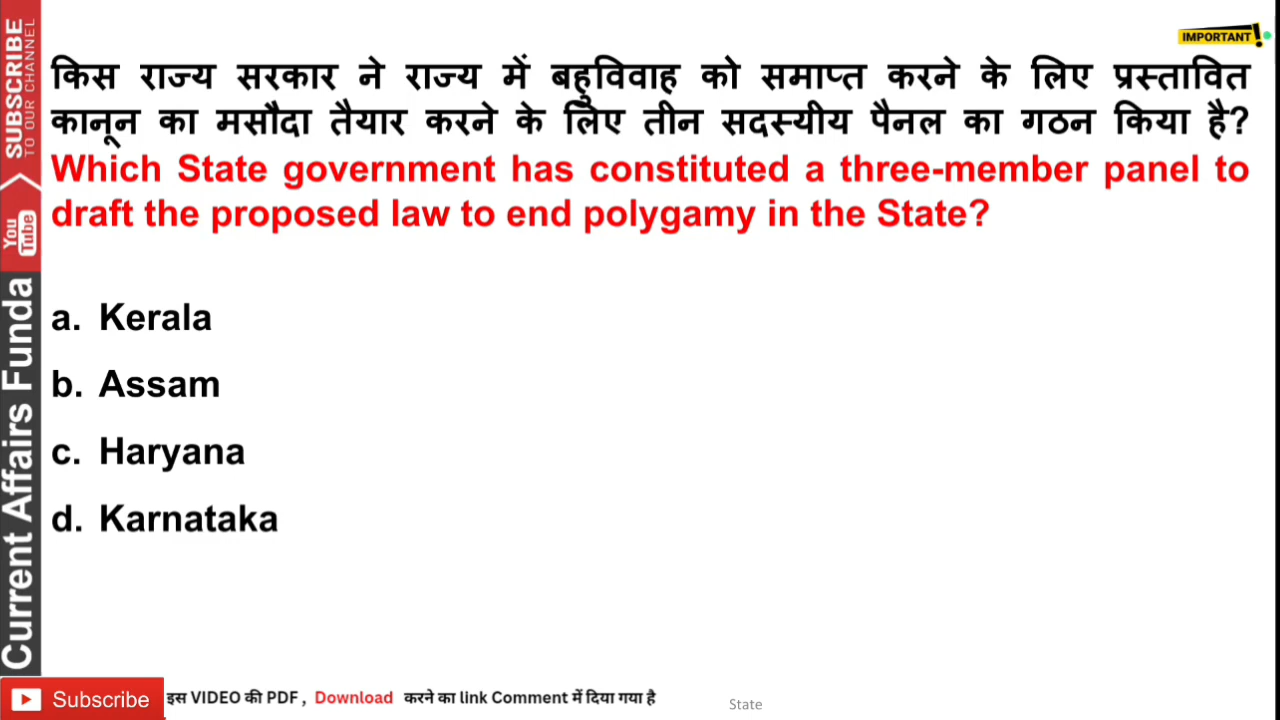 IMPORTANT!
किस राज्य सरकार ने राज्य में बहुविवाह को समाप्त करने के लिए प्रस्तावित
कानून का मसौदा तैयार करने के लिए तीन सदस्यीय पैनल का गठन किया है?
Which State government has constituted a three-member panel to
draft the proposed law to end polygamy in the State?
a. Kerala
b. Assam
c. Haryana
d. Karnataka
SUBSCRIBE
TO OUR CHANNEL
You
Tube
Current Affairs Funda
Subscribe
इस VIDEO की PDF , Download करने का link Comment में दिया गया है
State